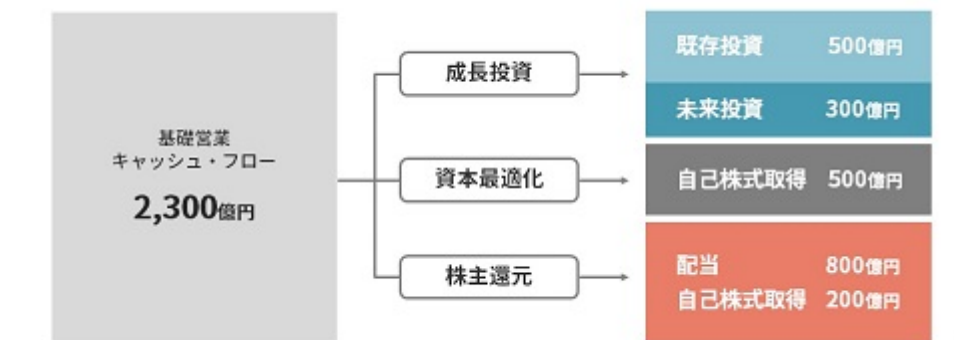 基礎営業
キャッシュ・フロー
2,300億円
成長投資
既存投資 500億円
未来投資 300億円
資本最適化
自己株式取得 500億円
株主還元
配当 800億円
自己株式取得 200億円